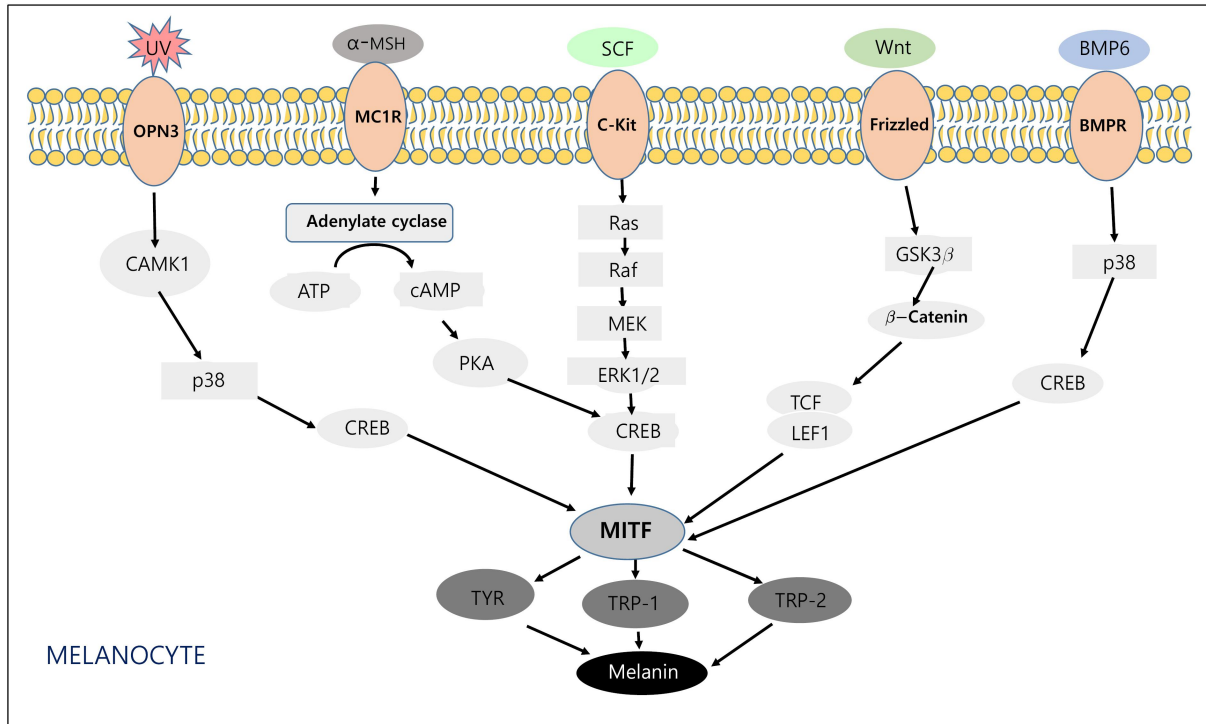 UV
α-MSH
SCF
Wnt
BMP6
OPN3
MC1R
C-Kit
Frizzled
BMPR
Adenylate cyclase
Ras
GSK3β
CAMK1
ATP
cAMP
Raf
p38
β-Catenin
MEK
PKA
ERK1/2
p38
CREB
TCF
LEF1
CREB
CREB
MITF
TYR
TRP-1
TRP-2
MELANOCYTE
Melanin